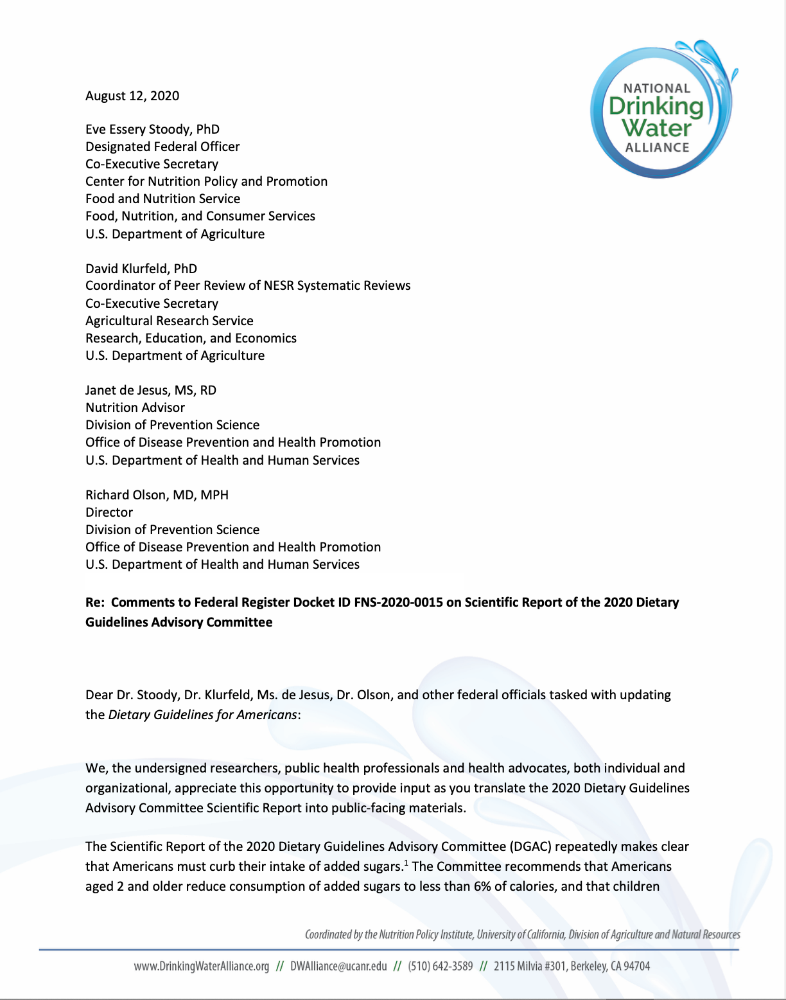 NATIONAL
Drinking
Water
ALLIANCE
August 12, 2020
Eve Essery Stoody, PhD
Designated Federal Officer
Co-Executive Secretary
Center for Nutrition Policy and Promotion
Food and Nutrition Service
Food, Nutrition, and Consumer Services
U.S. Department of Agriculture
David Klurfeld, PhD
Coordinator of Peer Review of NESR Systematic Reviews
Co-Executive Secretary
Agricultural Research Service
Research, Education, and Economics
U.S. Department of Agriculture
Janet de Jesus, MS, RD
Nutrition Advisor
Division of Prevention Science
Office of Disease Prevention and Health Promotion
U.S. Department of Health and Human Services
Richard Olson, MD, MPH
Director
Division of Prevention Science
Office of Disease Prevention and Health Promotion
U.S. Department of Health and Human Services
Re:  Comments to Federal Register Docket ID FNS-2020-0015 on Scientific Report of the 2020 Dietary
Guidelines Advisory Committee
Dear Dr. Stoody, Dr. Klurfeld, Ms. de Jesus, Dr. Olson, and other federal officials tasked with updating
the Dietary Guidelines for Americans:
We, the undersigned researchers, public health professionals and health advocates, both individual and
organizational, appreciate this opportunity to provide input as you translate the 2020 Dietary Guidelines
Advisory Committee Scientific Report into public-facing materials.
The Scientific Report of the 2020 Dietary Guidelines Advisory Committee (DGAC) repeatedly makes clear
that Americans must curb their intake of added sugars.¹ The Committee recommends that Americans
aged 2 and older reduce consumption of added sugars to less than 6% of calories, and that children
Coordinated by the Nutrition Policy Institute, University of California, Division of Agriculture and Natural Resources
www.DrinkingWaterAlliance.org // DWAlliance@ucanr.edu // (510) 642-3589 // 2115 Milvia #301, Berkeley, CA 94704